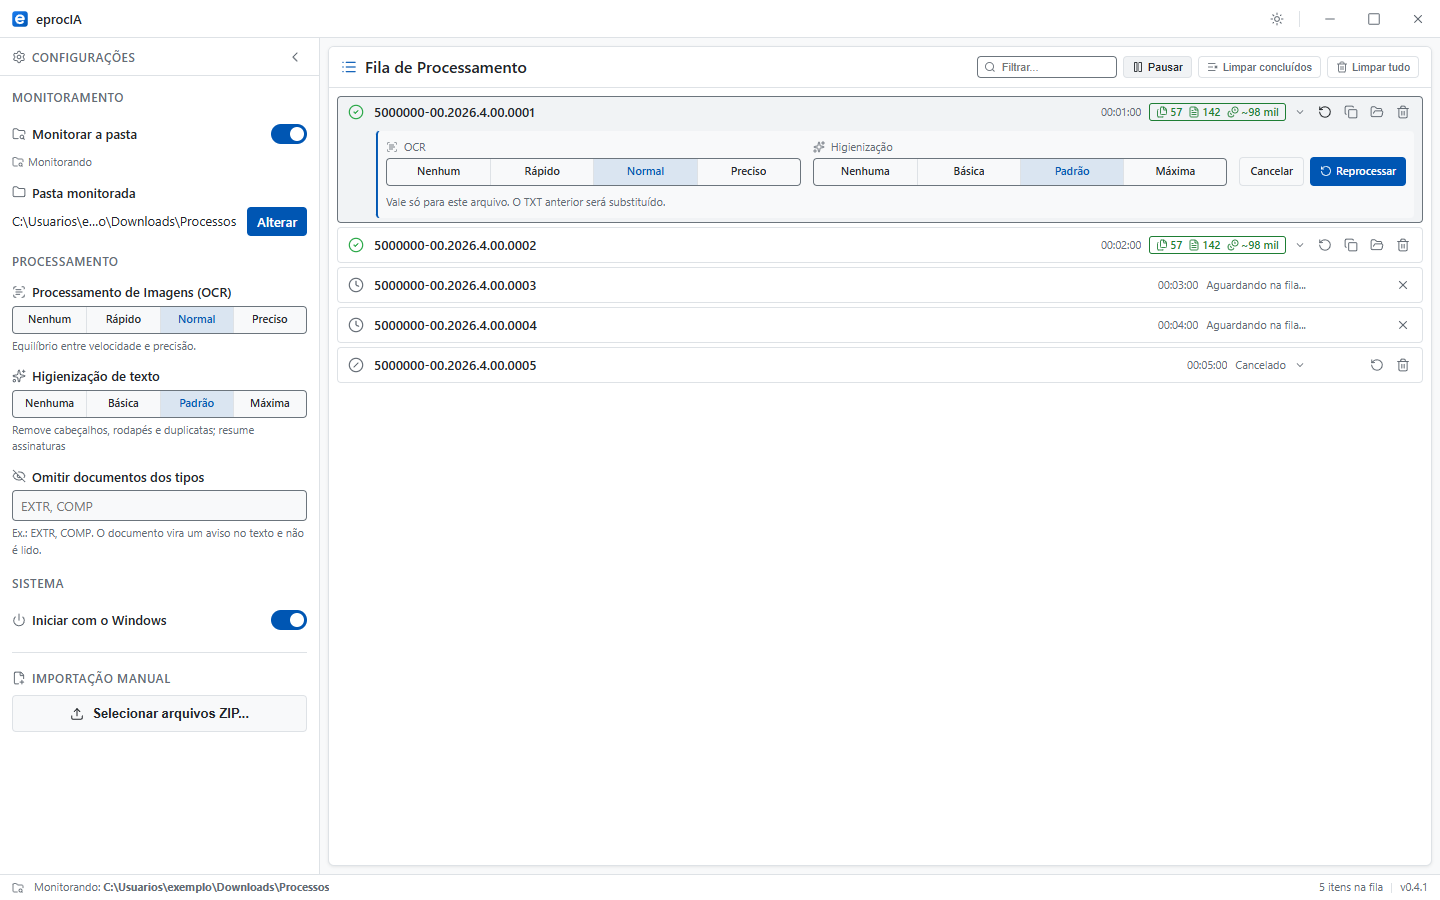 eprocIA
CONFIGURAÇÕES
MONITORAMENTO
Monitorar a pasta
Monitorando
Pasta monitorada
C:\Usuarios\e...o\Downloads\Processos
Alterar
PROCESSAMENTO
Processamento de Imagens (OCR)
Nenhum Rápido Normal Preciso
Equilíbrio entre velocidade e precisão.
Higienização de texto
Nenhuma Básica Padrão Máxima
Remove cabeçalhos, rodapés e duplicatas; resume
assinaturas
Omitir documentos dos tipos
EXTR, COMP
Ex.: EXTR, COMP. O documento vira um aviso no texto e não
é lido.
SISTEMA
Iniciar com o Windows
IMPORTAÇÃO MANUAL
Selecionar arquivos ZIP...
Fila de Processamento
Filtrar...
Pausar
Limpar concluídos
Limpar tudo
5000000-00.2026.4.00.0001 00:01:00 57 142 ~98 mil
OCR
Nenhum Rápido Normal Preciso
Higienização
Nenhuma Básica Padrão Máxima
Cancelar
Reprocessar
Vale só para este arquivo. O TXT anterior será substituído.
5000000-00.2026.4.00.0002 00:02:00 57 142 ~98 mil
5000000-00.2026.4.00.0003 00:03:00 Aguardando na fila...
5000000-00.2026.4.00.0004 00:04:00 Aguardando na fila...
5000000-00.2026.4.00.0005 00:05:00 Cancelado
Monitorando: C:\Usuarios\exemplo\Downloads\Processos
5 itens na fila
v0.4.1